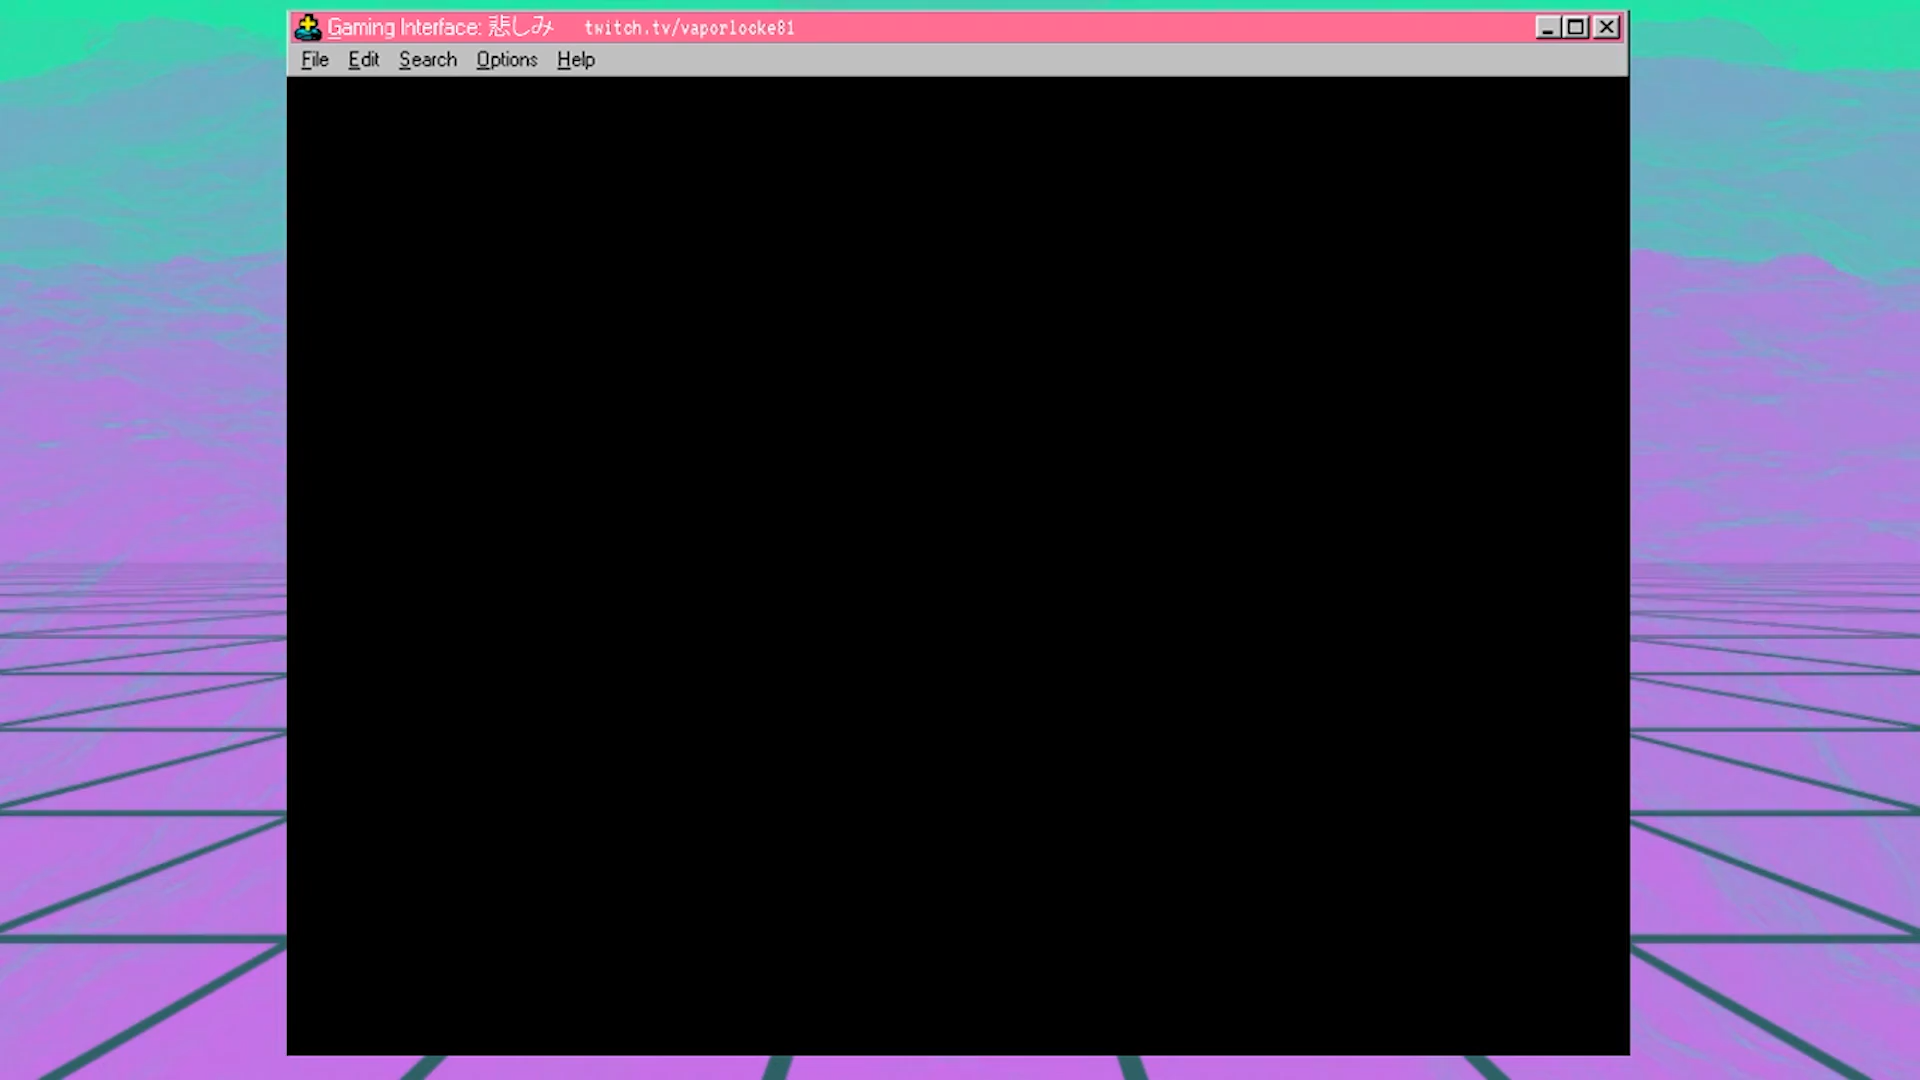 Gaming Interface: 悲しみ twitch.tv/vaporlocke81
File Edit Search Options Help